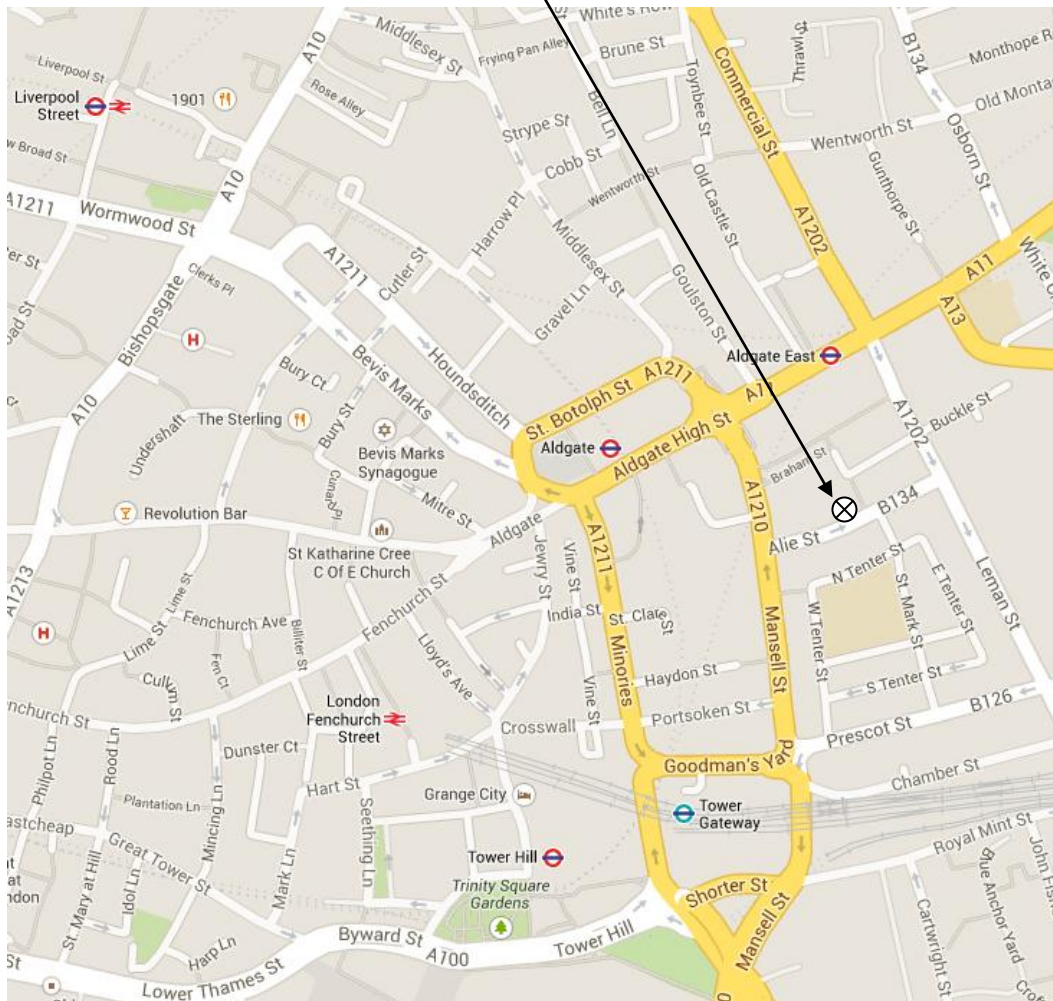 White's Row
Middlesex St
Frying Pan Alley
Brune St
Toynbee St
Commercial St
B134
Monthope R
Liverpool St
Liverpool
Street
1901
A10
Rose Alley
Bell Ln
Strype St
Cobb St
Wentworth St
Wentworth St
Old Monta
Osborn St
Gunthorpe St
w Broad St
A10
A1211
Wormwood St
Harrow Pl
Old Castle St
A1202
Cutler St
A1211
Middlesex St
Goulston St
A11
Clerks Pl
Bishopsgate
Gravel Ln
A13
Houndsditch
Bevis Marks
Aldgate East
A1211
A11
St. Botolph St
H
A10
Bury Ct
Bury St
The Sterling
Undershaft
Bevis Marks
Synagogue
Aldgate
Aldgate High St
A1202
Buckle St
Braham St
Cunard Pl
Mitre St
Revolution Bar
Aldgate
A1211
A1210
B134
Alie St
St Katharine Cree
C Of E Church
Jewry St
Vine St
N Tenter St
E Tenter St
Leman St
A1213
H
Lime St
Lime St
Fenchurch Ave
Billiter St
Fenchurch St
India St
St. Clare St
Minories
Mansell St
W Tenter St
St. Mark St
Fen Ct
Cullum St
Lloyd's Ave
Haydon St
S Tenter St
Vine St
London
Fenchurch
Street
Crosswall
Portsoken St
Prescot St
B126
enchurch St
Philpot Ln
Rood Ln
Dunster Ct
Goodman's Yard
Chamber St
Hart St
Plantation Ln
Mincing Ln
Grange City
Tower
Gateway
astcheap
Great Tower St
Seething Ln
Mark Ln
Tower Hill
Royal Mint St
Trinity Square
Gardens
Shorter St
Mansell St
Blue Anchor Yard
Cartwright St
St. Mary at Hill
Idol Ln
Harp Ln
Byward St
A100
Tower Hill
Lower Thames St